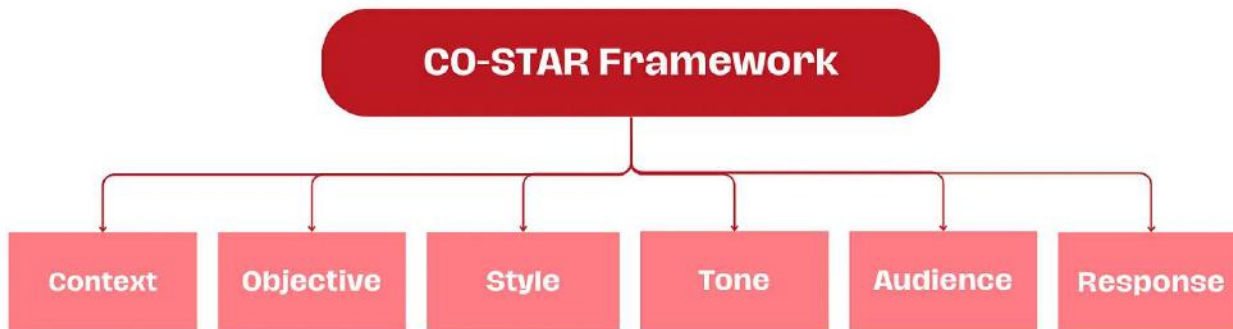 CO-STAR Framework
Context
Objective
Style
Tone
Audience
Response